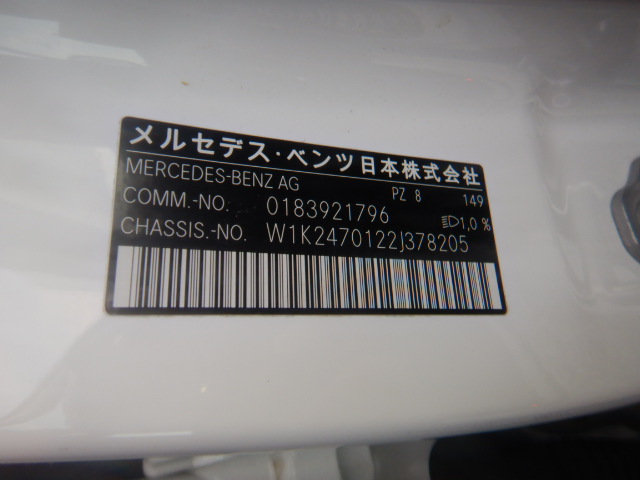 メルセデス・ベンツ日本株式会社
MERCEDES-BENZ AG PZ 8 149
COMM.-NO. 0183921796 1,0 %
CHASSIS.-NO. W1K2470122J378205